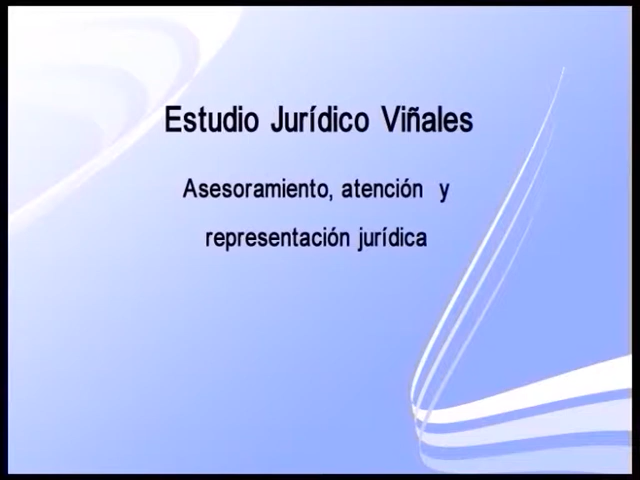 Estudio Jurídico Viñales
Asesoramiento, atención y
representación jurídica